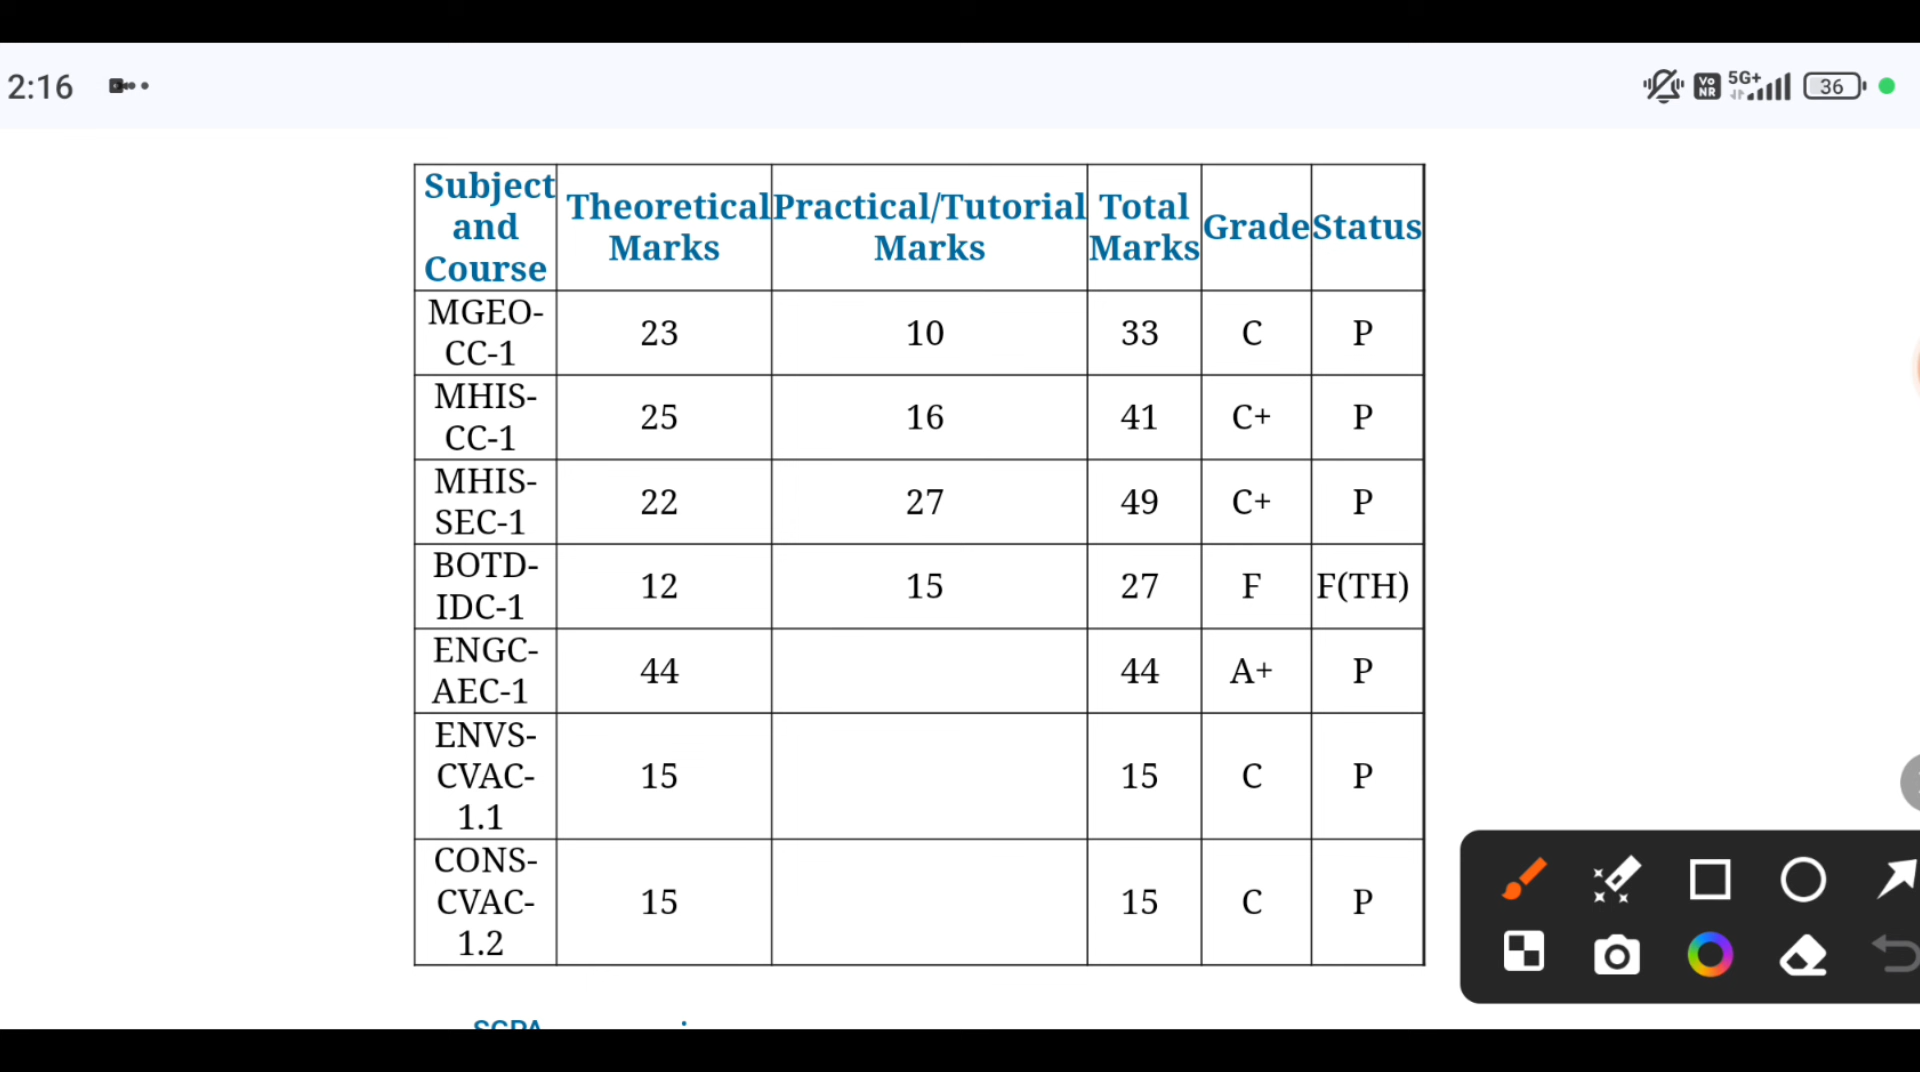 2:16
Vo NR 5G+ 36
Subject and Course Theoretical Marks Practical/Tutorial Marks Total Marks Grade Status
MGEO-CC-1 23 10 33 C P
MHIS-CC-1 25 16 41 C+ P
MHIS-SEC-1 22 27 49 C+ P
BOTD-IDC-1 12 15 27 F F(TH)
ENGC-AEC-1 44 44 A+ P
ENVS-CVAC-1.1 15 15 C P
CONS-CVAC-1.2 15 15 C P